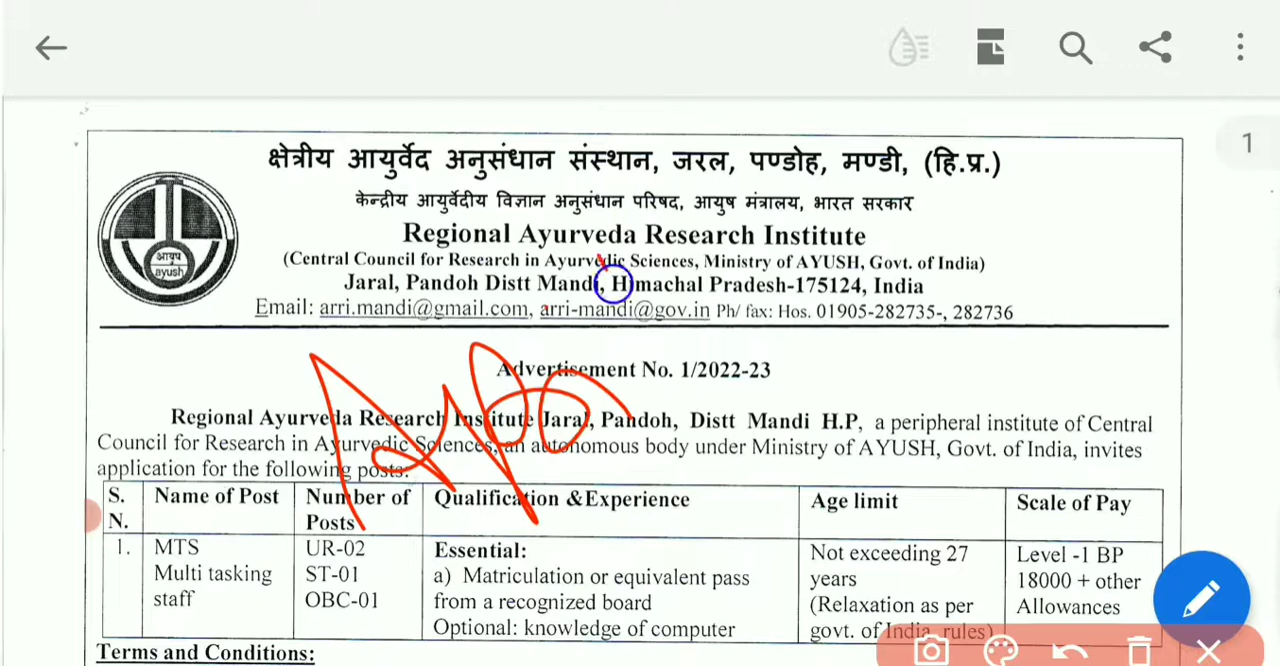 1
क्षेत्रीय आयुर्वेद अनुसंधान संस्थान, जरल, पण्डोह, मण्डी, (हि.प्र.)
केन्द्रीय आयुर्वेदीय विज्ञान अनुसंधान परिषद, आयुष मंत्रालय, भारत सरकार
आयुष
ayush
Regional Ayurveda Research Institute
(Central Council for Research in Ayurvedic Sciences, Ministry of AYUSH, Govt. of India)
Jaral, Pandoh Distt Mandi, Himachal Pradesh-175124, India
Email: arri.mandi@gmail.com, arri-mandi@gov.in Ph/ fax: Hos. 01905-282735-, 282736
Advertisement No. 1/2022-23
Regional Ayurveda Research Institute Jaral, Pandoh, Distt Mandi H.P, a peripheral institute of Central
Council for Research in Ayurvedic Sciences, an autonomous body under Ministry of AYUSH, Govt. of India, invites
application for the following posts:
S. N. Name of Post Number of Posts Qualification &Experience Age limit Scale of Pay
1. MTS UR-02 Essential: Not exceeding 27 Level -1 BP
Multi tasking ST-01 a) Matriculation or equivalent pass years 18000 + other
staff OBC-01 from a recognized board (Relaxation as per Allowances
Optional: knowledge of computer govt. of India rules)
Terms and Conditions: